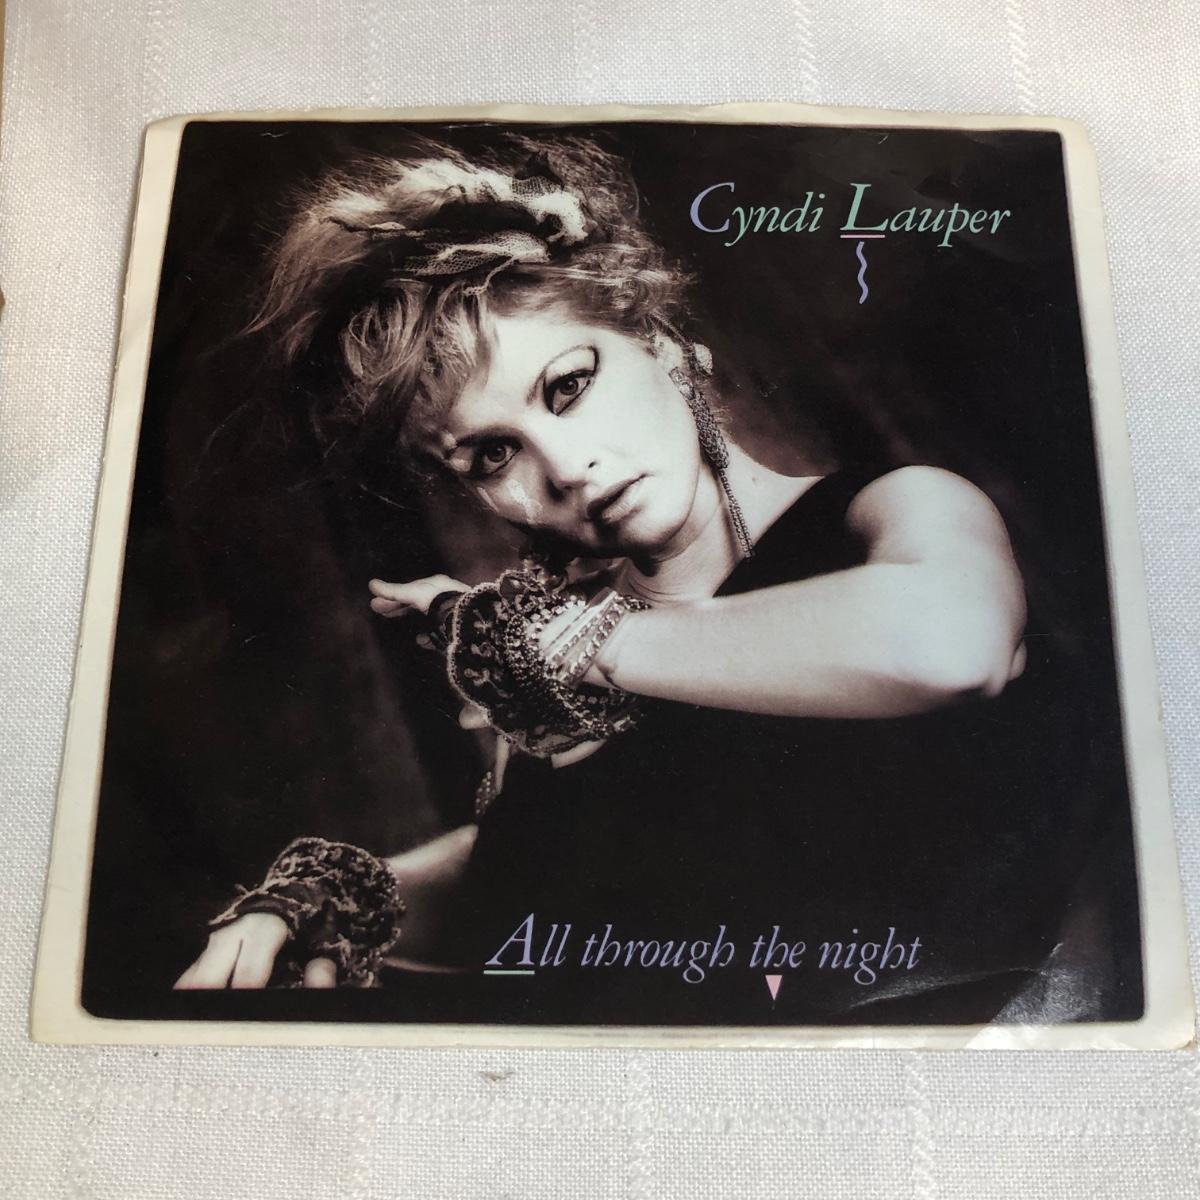 Cyndi Lauper
All through the night